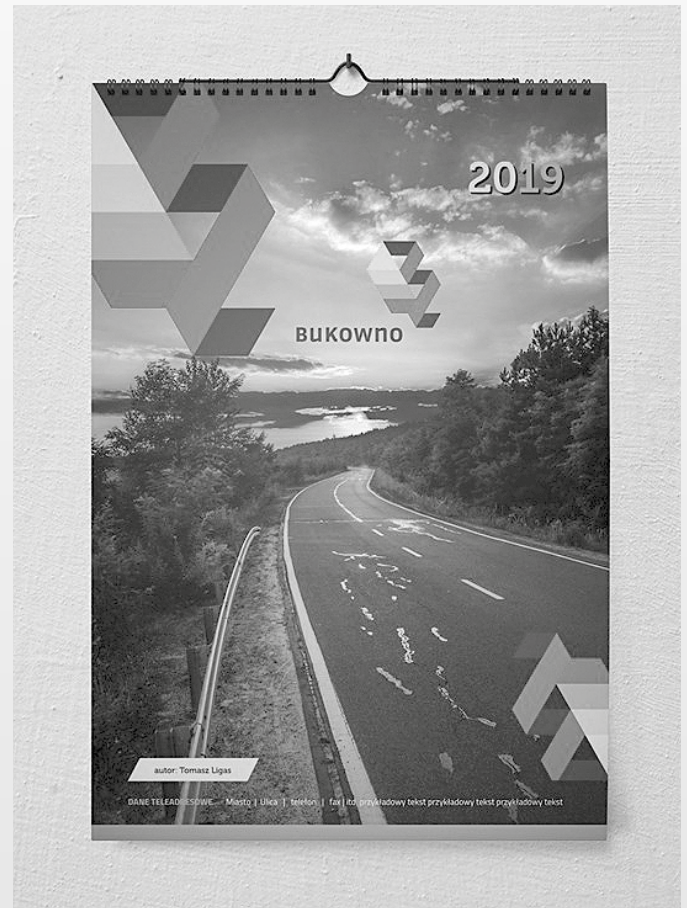 2019
BUKOWNO
autor: Tomasz Ligas
DANE TELEADRESOWE Miasto | Ulica | telefon | fax | itd przykładowy tekst przykładowy tekst przykładowy tekst